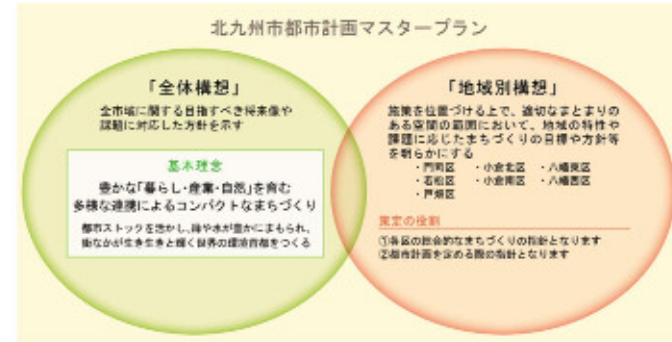 北九州市都市計画マスタープラン
「全体構想」
全市域に関する目指すべき将来像や
課題に対応した方針を示す
基本理念
豊かな「暮らし・産業・自然」を育む
多様な連携によるコンパクトなまちづくり
都市ストックを活かし、緑や水が豊かにまもられ、
街なかが生き生きと輝く世界の環境首都をつくる
「地域別構想」
施策を位置づける上で、適切なまとまりの
ある空間の範囲において、地域の特性や
課題に応じたまちづくりの目標や方針等
を明らかにする
・門司区 ・小倉北区 ・八幡東区
・若松区 ・小倉南区 ・八幡西区
・戸畑区
策定の役割
①各区の総合的なまちづくりの指針となります
②都市計画を定める際の指針となります